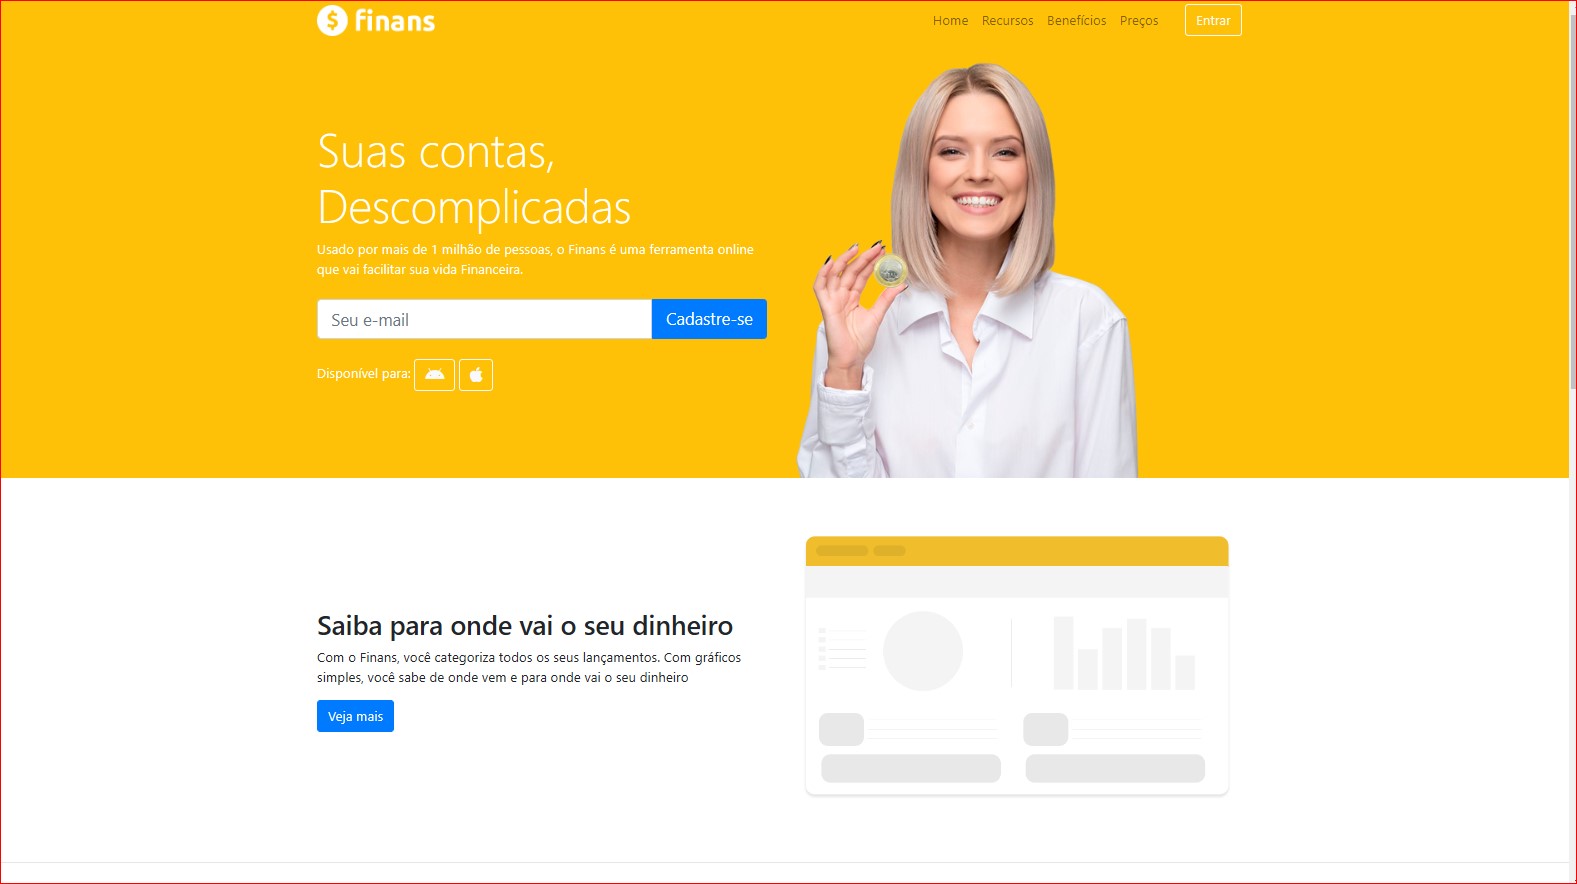 finans
Home
Recursos
Benefícios
Preços
Entrar
Suas contas,
Descomplicadas
Usado por mais de 1 milhão de pessoas, o Finans é uma ferramenta online
que vai facilitar sua vida Financeira.
Seu e-mail
Cadastre-se
Disponível para:
Saiba para onde vai o seu dinheiro
Com o Finans, você categoriza todos os seus lançamentos. Com gráficos
simples, você sabe de onde vem e para onde vai o seu dinheiro
Veja mais